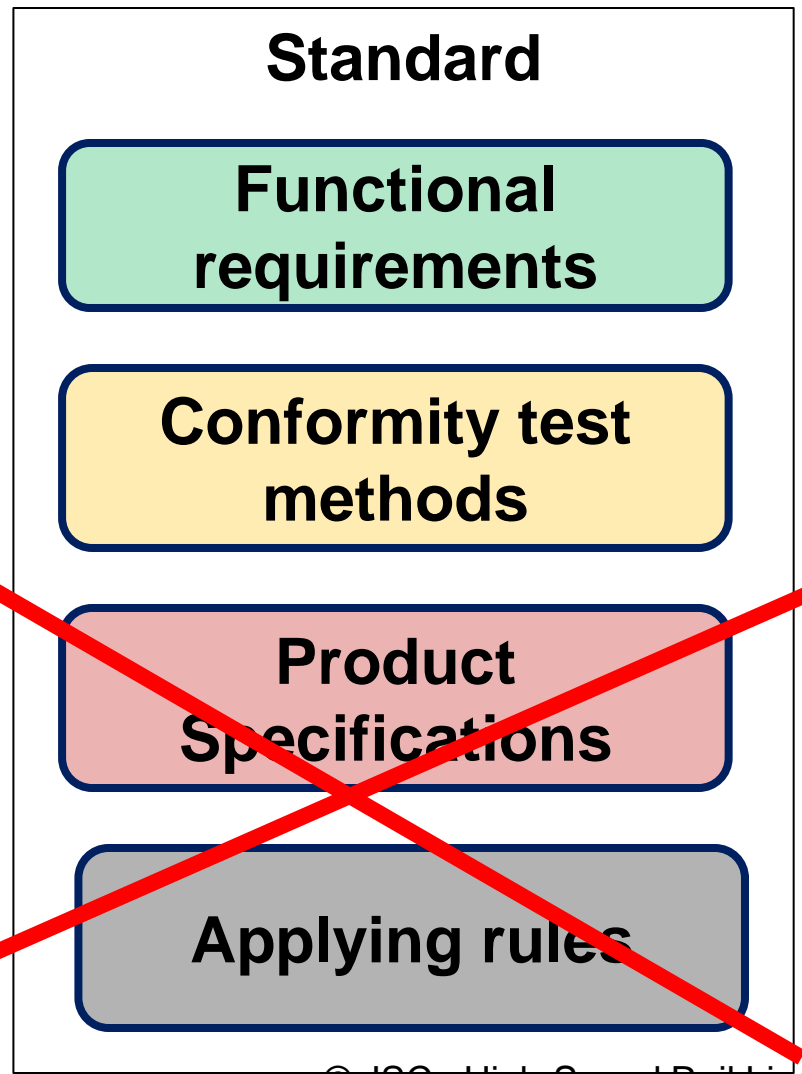 Standard
Functional
requirements
Conformity test
methods
Product
Specifications
Applying rules